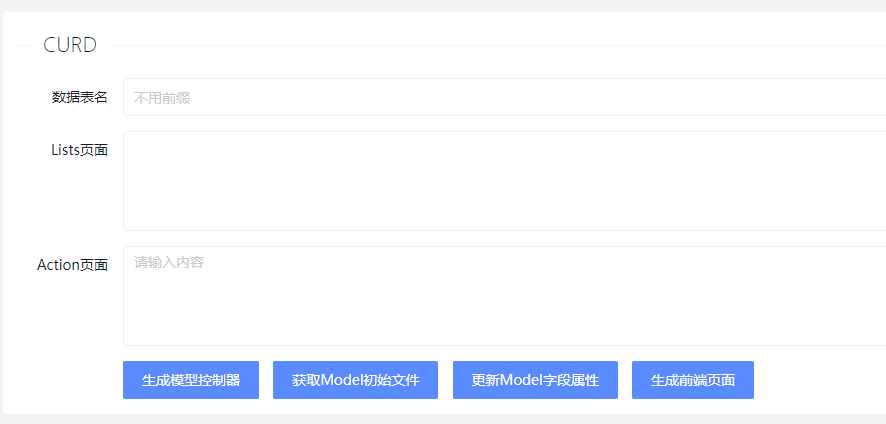 CURD
数据表名 不用前缀
Lists页面
Action页面 请输入内容
生成模型控制器 获取Model初始文件 更新Model字段属性 生成前端页面